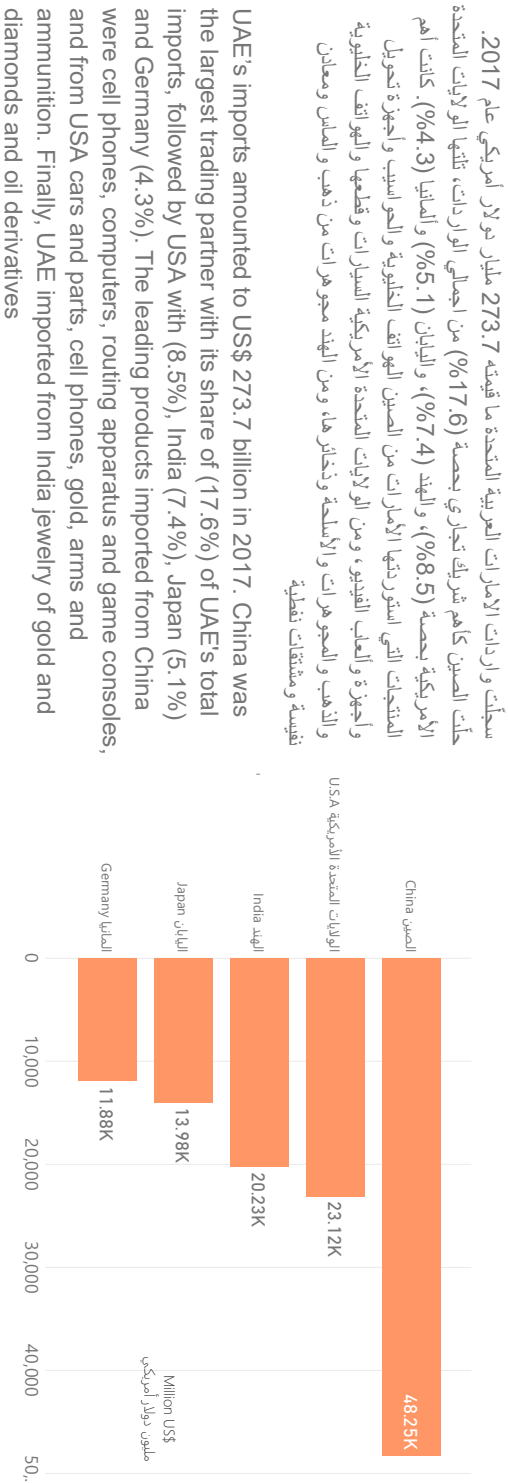 سجلّت واردات الامارات العربية المتحدة ما قيمته 273.7 مليار دولار أمريكي عام 2017.
حلّت الصين كأهم شريك تجاري بحصة (17.6%) من اجمالي الواردات، تلتها الولايات المتحدة
الأمريكية بحصة (8.5%)، والهند (7.4%)، واليابان (5.1%) وألمانيا (4.3%). كانت أهم
المنتجات التي استوردتها الأمارات من الصين الهواتف الخليوية والحواسيب وأجهزة تحويل
وأجهزة وألعاب الفيديو، ومن الولايات المتحدة الأمريكية السيارات وقطعها والهواتف الخليوية
والذهب والمجوهرات والأسلحة وذخائرها، ومن الهند مجوهرات من ذهب والماس ومعادن
نفيسة ومشتقات نفطية
UAE's imports amounted to US$ 273.7 billion in 2017. China was
the largest trading partner with its share of (17.6%) of UAE's total
imports, followed by USA with (8.5%), India (7.4%), Japan (5.1%)
and Germany (4.3%). The leading products imported from China
were cell phones, computers, routing apparatus and game consoles,
and from USA cars and parts, cell phones, gold, arms and
ammunition. Finally, UAE imported from India jewelry of gold and
diamonds and oil derivatives
الصين China
48.25K
الولايات المتحدة الأمريكية U.S.A
23.12K
الهند India
20.23K
اليابان Japan
13.98K
المانيا Germany
11.88K
Million US$
مليون دولار أمريكي
0 10,000 20,000 30,000 40,000 50,